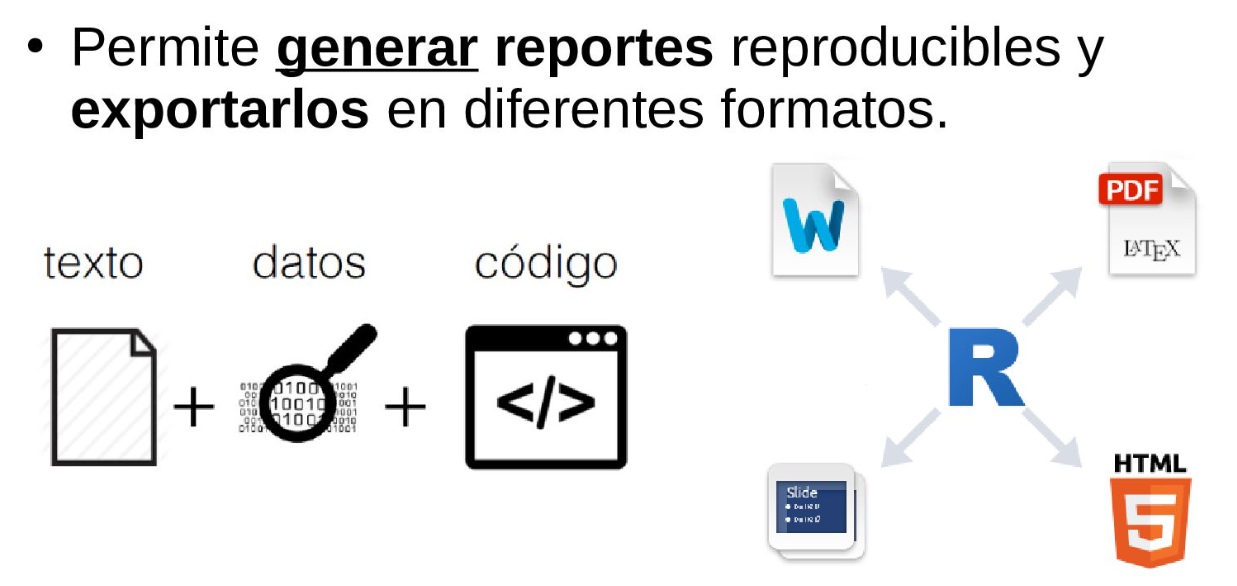 • Permite generar reportes reproducibles y
exportarlos en diferentes formatos.
texto datos código
W
PDF
LATEX
+ + </>
R
Slide
HTML
5